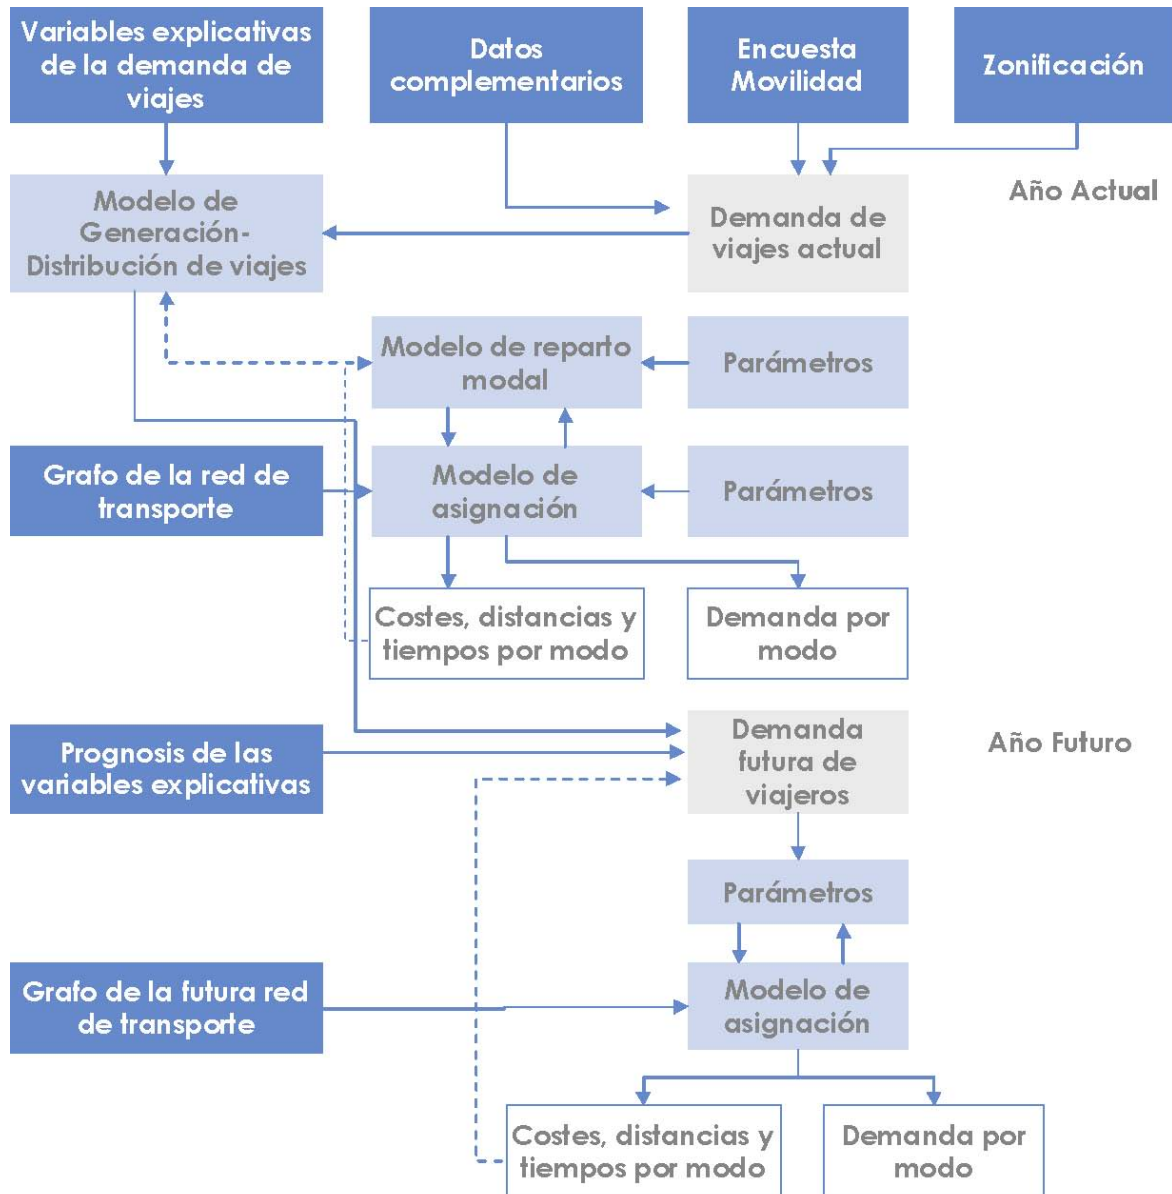 Variables explicativas
de la demanda de
viajes
Datos
complementarios
Encuesta
Movilidad
Zonificación
Modelo de
Generación-
Distribución de viajes
Demanda de
viajes actual
Año Actual
Modelo de reparto
modal
Parámetros
Grafo de la red de
transporte
Modelo de
asignación
Parámetros
Costes, distancias y
tiempos por modo
Demanda por
modo
Prognosis de las
variables explicativas
Demanda
futura de
viajeros
Año Futuro
Parámetros
Grafo de la futura red
de transporte
Modelo de
asignación
Costes, distancias y
tiempos por modo
Demanda por
modo